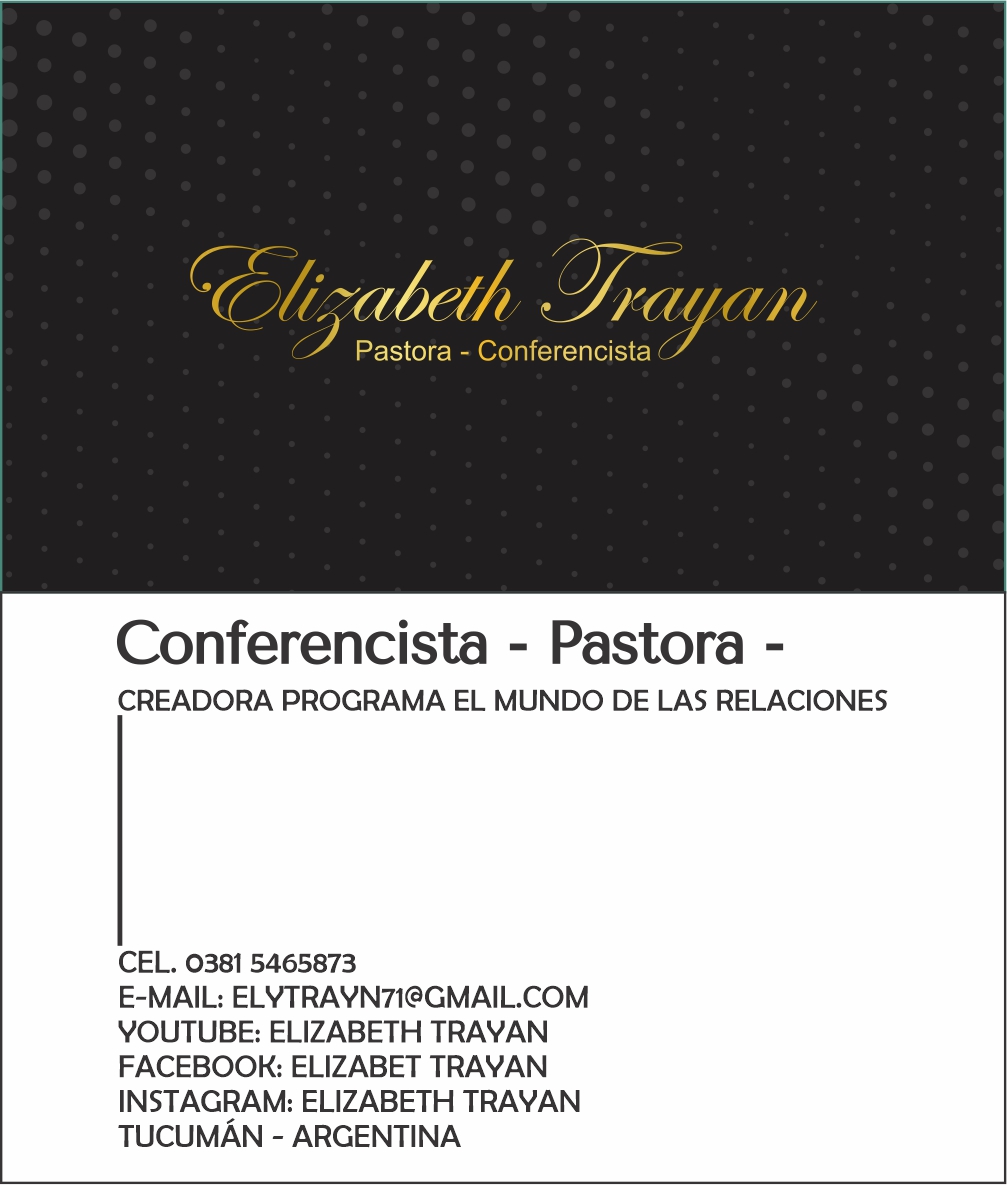 Elizabeth Trayan
Pastora - Conferencista
Conferencista - Pastora -
CREADORA PROGRAMA EL MUNDO DE LAS RELACIONES
CEL. 0381 5465873
E-MAIL: ELYTRAYN71@GMAIL.COM
YOUTUBE: ELIZABETH TRAYAN
FACEBOOK: ELIZABET TRAYAN
INSTAGRAM: ELIZABETH TRAYAN
TUCUMÁN - ARGENTINA